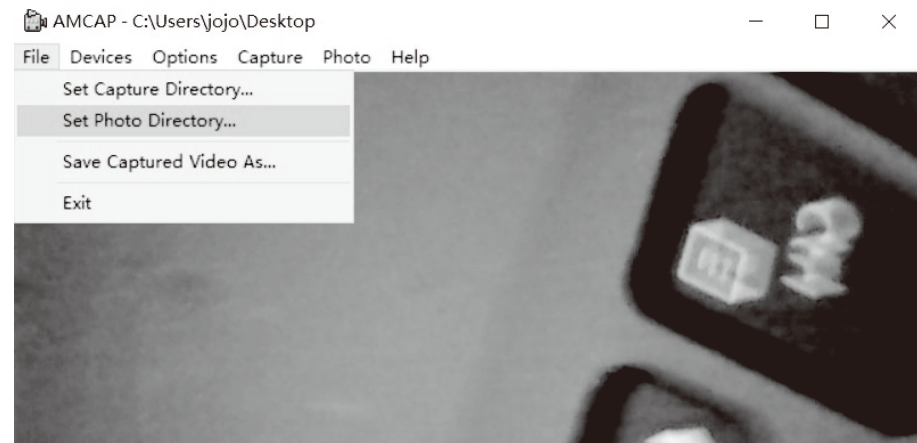 AMCAP - C:\Users\jojo\Desktop
File Devices Options Capture Photo Help
Set Capture Directory...
Set Photo Directory...
Save Captured Video As...
Exit